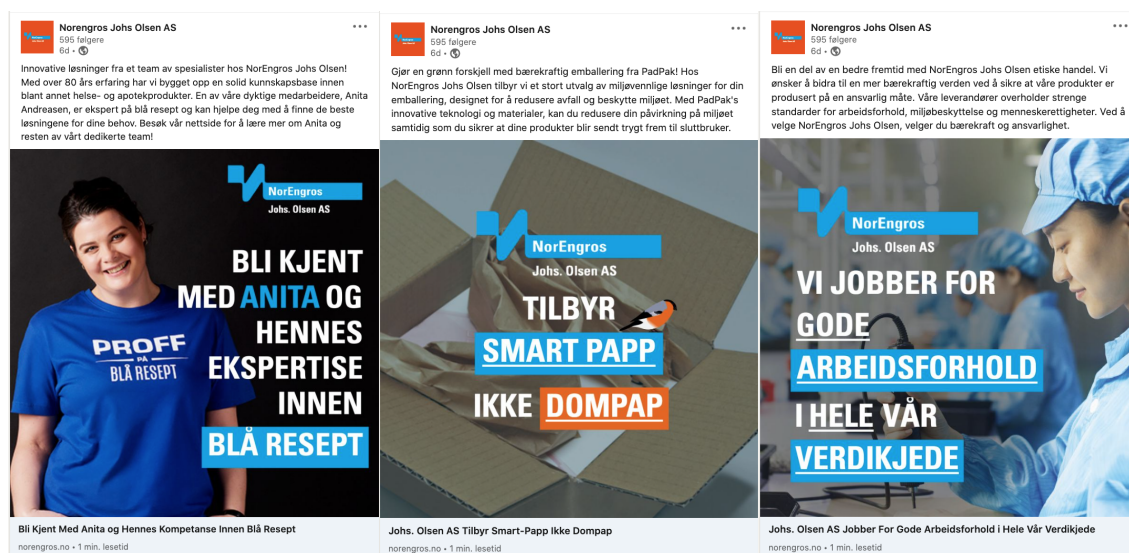 Norengros Johs Olsen AS
595 følgere
6d •
Innovative løsninger fra et team av spesialister hos NorEngros Johs Olsen!
Med over 80 års erfaring har vi bygget opp en solid kunnskapsbase innen
blant annet helse- og apotekprodukter. En av våre dyktige medarbeidere, Anita
Andreasen, er ekspert på blå resept og kan hjelpe deg med å finne de beste
løsningene for dine behov. Besøk vår nettside for å lære mer om Anita og
resten av vårt dedikerte team!
NorEngros
Johs. Olsen AS
BLI KJENT
MED ANITA OG
HENNES
EKSPERTISE
INNEN
BLÅ RESEPT
PROFF
PÅ
BLÅ RESEPT
Bli Kjent Med Anita og Hennes Kompetanse Innen Blå Resept
norengros.no • 1 min. lesetid
Norengros Johs Olsen AS
595 følgere
6d •
Gjør en grønn forskjell med bærekraftig emballering fra PadPak! Hos
NorEngros Johs Olsen tilbyr vi et stort utvalg av miljøvennlige løsninger for din
emballering, designet for å redusere avfall og beskytte miljøet. Med PadPak's
innovative teknologi og materialer, kan du redusere din påvirkning på miljøet
samtidig som du sikrer at dine produkter blir sendt trygt frem til sluttbruker.
NorEngros
Johs. Olsen AS
TILBYR
SMART PAPP
IKKE DOMPAP
Johs. Olsen AS Tilbyr Smart-Papp Ikke Dompap
norengros.no • 1 min. lesetid
Norengros Johs Olsen AS
595 følgere
6d •
Bli en del av en bedre fremtid med NorEngros Johs Olsen etiske handel. Vi
ønsker å bidra til en mer bærekraftig verden ved å sikre at våre produkter er
produsert på en ansvarlig måte. Våre leverandører overholder strenge
standarder for arbeidsforhold, miljøbeskyttelse og menneskerettigheter. Ved å
velge NorEngros Johs Olsen, velger du bærekraft og ansvarlighet.
NorEngros
Johs. Olsen AS
VI JOBBER FOR
GODE
ARBEIDSFORHOLD
I HELE VÅR
VERDIKJEDE
Johs. Olsen AS Jobber For Gode Arbeidsforhold i Hele Vår Verdikjede
norengros.no • 1 min. lesetid